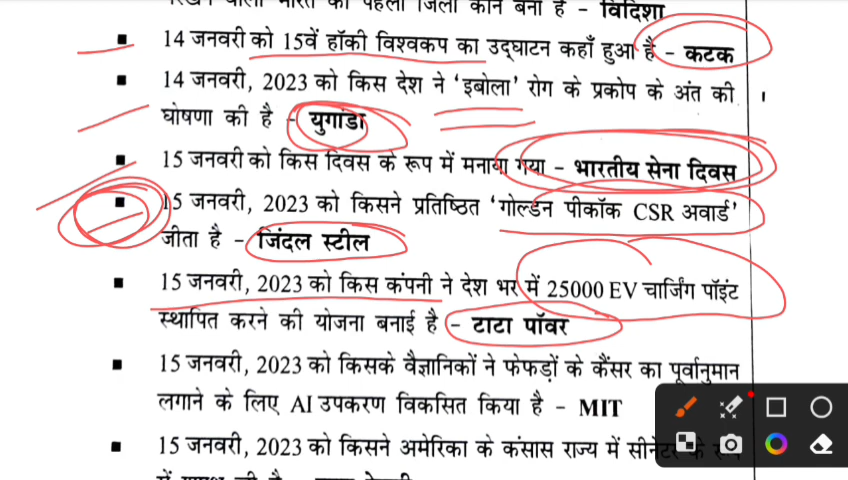 भारत का पहला जिला कौन बना है – विदिशा
■ 14 जनवरी को 15वें हॉकी विश्वकप का उद्घाटन कहाँ हुआ है – कटक
■ 14 जनवरी, 2023 को किस देश ने ‘इबोला’ रोग के प्रकोप के अंत की
घोषणा की है – युगांडा
■ 15 जनवरी को किस दिवस के रूप में मनाया गया – भारतीय सेना दिवस
■ 15 जनवरी, 2023 को किसने प्रतिष्ठित ‘गोल्डन पीकॉक CSR अवार्ड’
जीता है – जिंदल स्टील
■ 15 जनवरी, 2023 को किस कंपनी ने देश भर में 25000 EV चार्जिंग पॉइंट
स्थापित करने की योजना बनाई है – टाटा पॉवर
■ 15 जनवरी, 2023 को किसके वैज्ञानिकों ने फेफड़ों के कैंसर का पूर्वानुमान
लगाने के लिए AI उपकरण विकसित किया है – MIT
■ 15 जनवरी, 2023 को किसने अमेरिका के कंसास राज्य में सीनेटर के